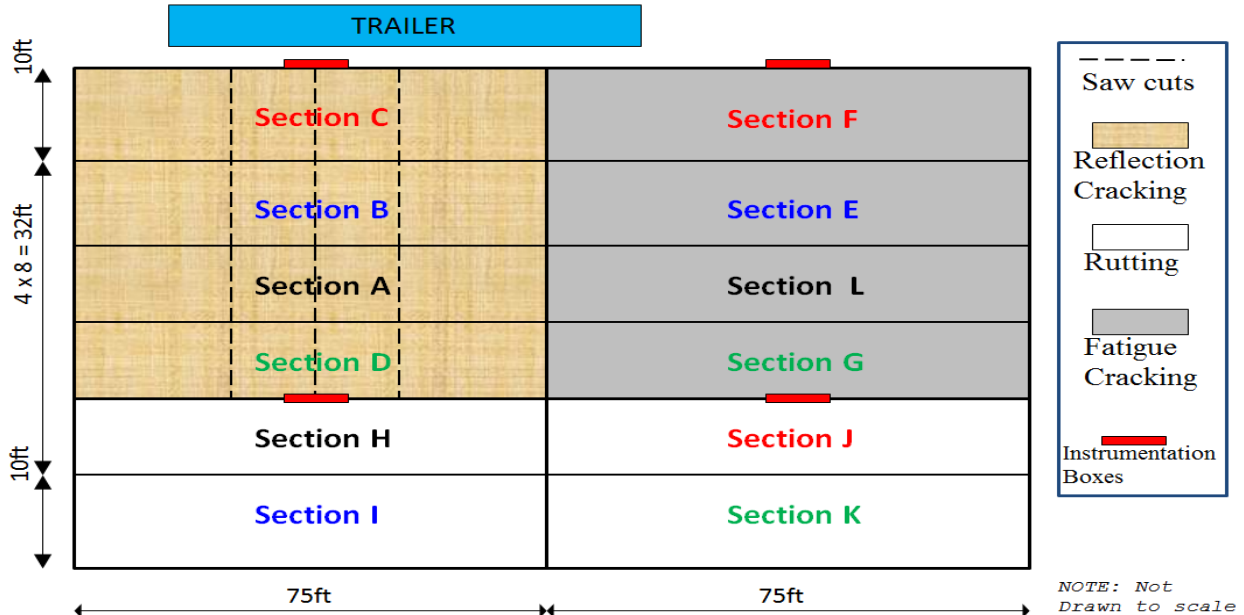 TRAILER
10ft
4 x 8 = 32ft
10ft
Section C
Section F
Section B
Section E
Section A
Section  L
Section D
Section G
Section H
Section J
Section I
Section K
75ft
75ft
Saw cuts
Reflection
Cracking
Rutting
Fatigue
Cracking
Instrumentation
Boxes
NOTE: Not
Drawn to scale